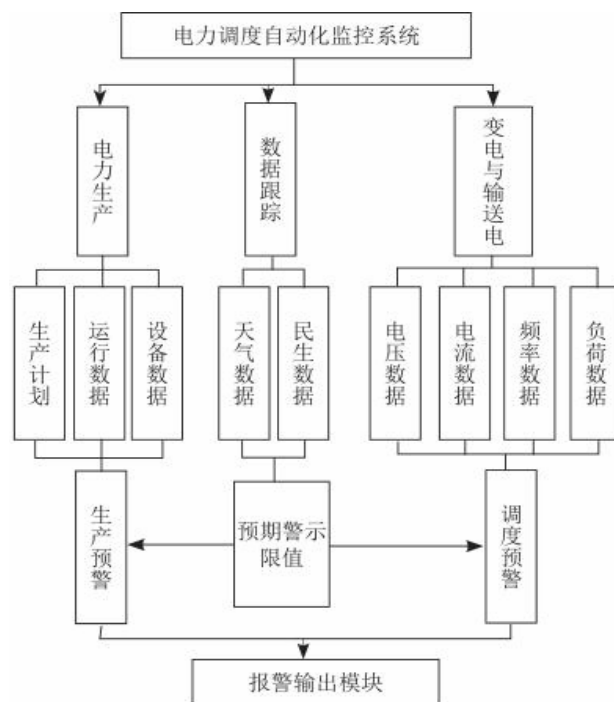 电力调度自动化监控系统
电力生产
数据跟踪
变电与输送电
生产计划
运行数据
设备数据
天气数据
民生数据
电压数据
电流数据
频率数据
负荷数据
生产预警
预期警示
限值
调度预警
报警输出模块